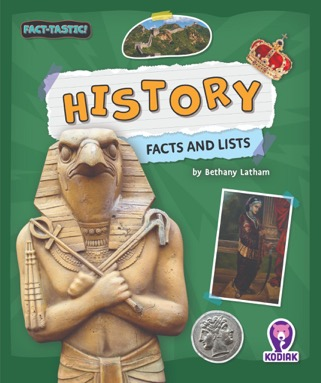 FACT-TASTIC!
HISTORY
FACTS AND LISTS
by Bethany Latham
KODIAK